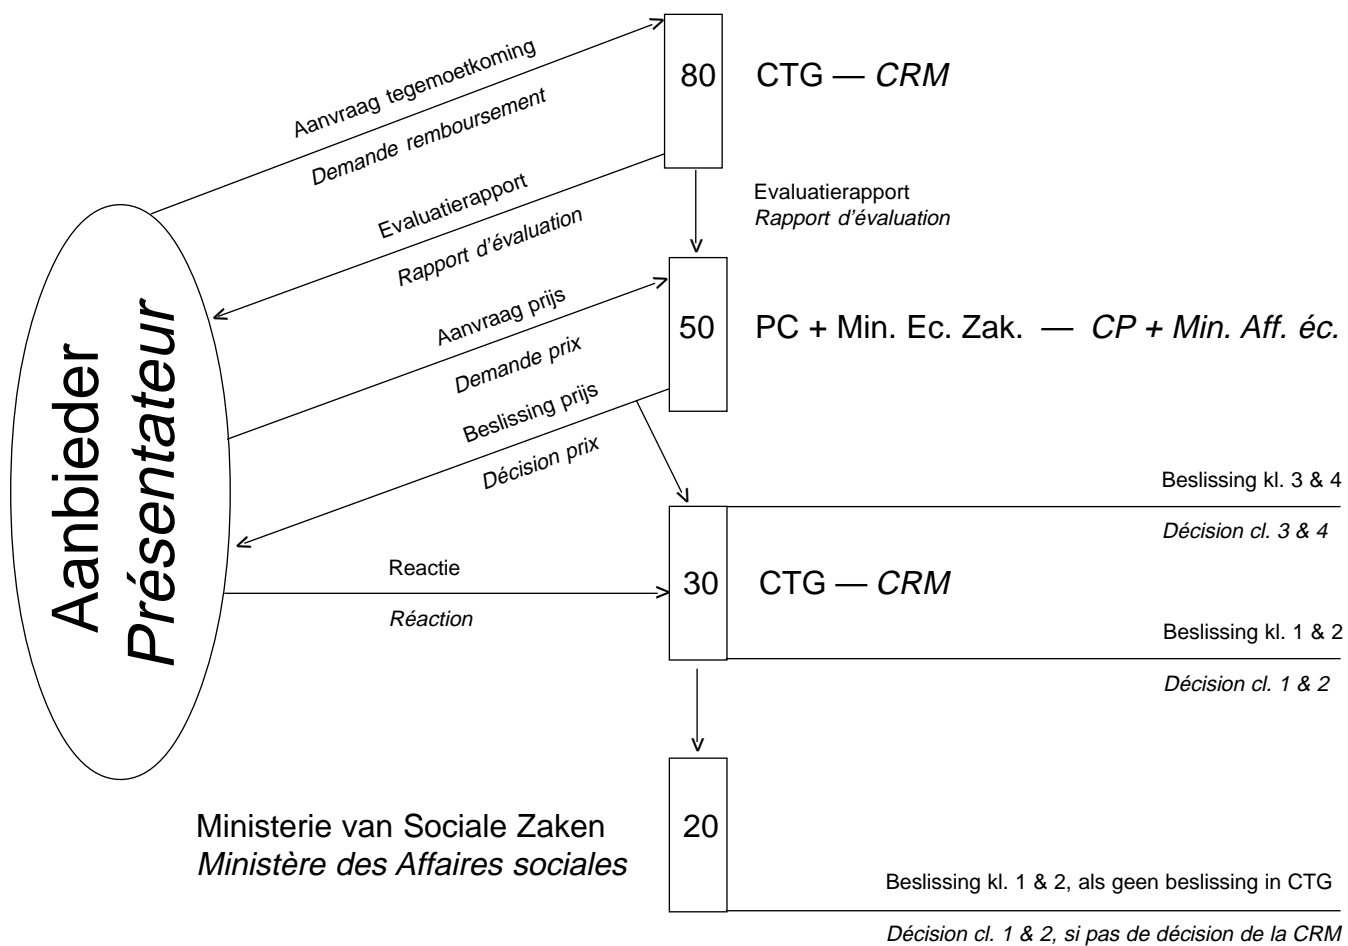 Aanvraag tegemoetkoming
Demande remboursement
80
CTG — CRM
Evaluatierapport
Rapport d'évaluation
Evaluatierapport
Rapport d'évaluation
Aanbieder
Présentateur
Aanvraag prijs
Demande prix
50
PC + Min. Ec. Zak. — CP + Min. Aff. éc.
Beslissing prijs
Décision prix
Beslissing kl. 3 & 4
Décision cl. 3 & 4
Reactie
Réaction
30
CTG — CRM
Beslissing kl. 1 & 2
Décision cl. 1 & 2
Ministerie van Sociale Zaken
Ministère des Affaires sociales
20
Beslissing kl. 1 & 2, als geen beslissing in CTG
Décision cl. 1 & 2, si pas de décision de la CRM